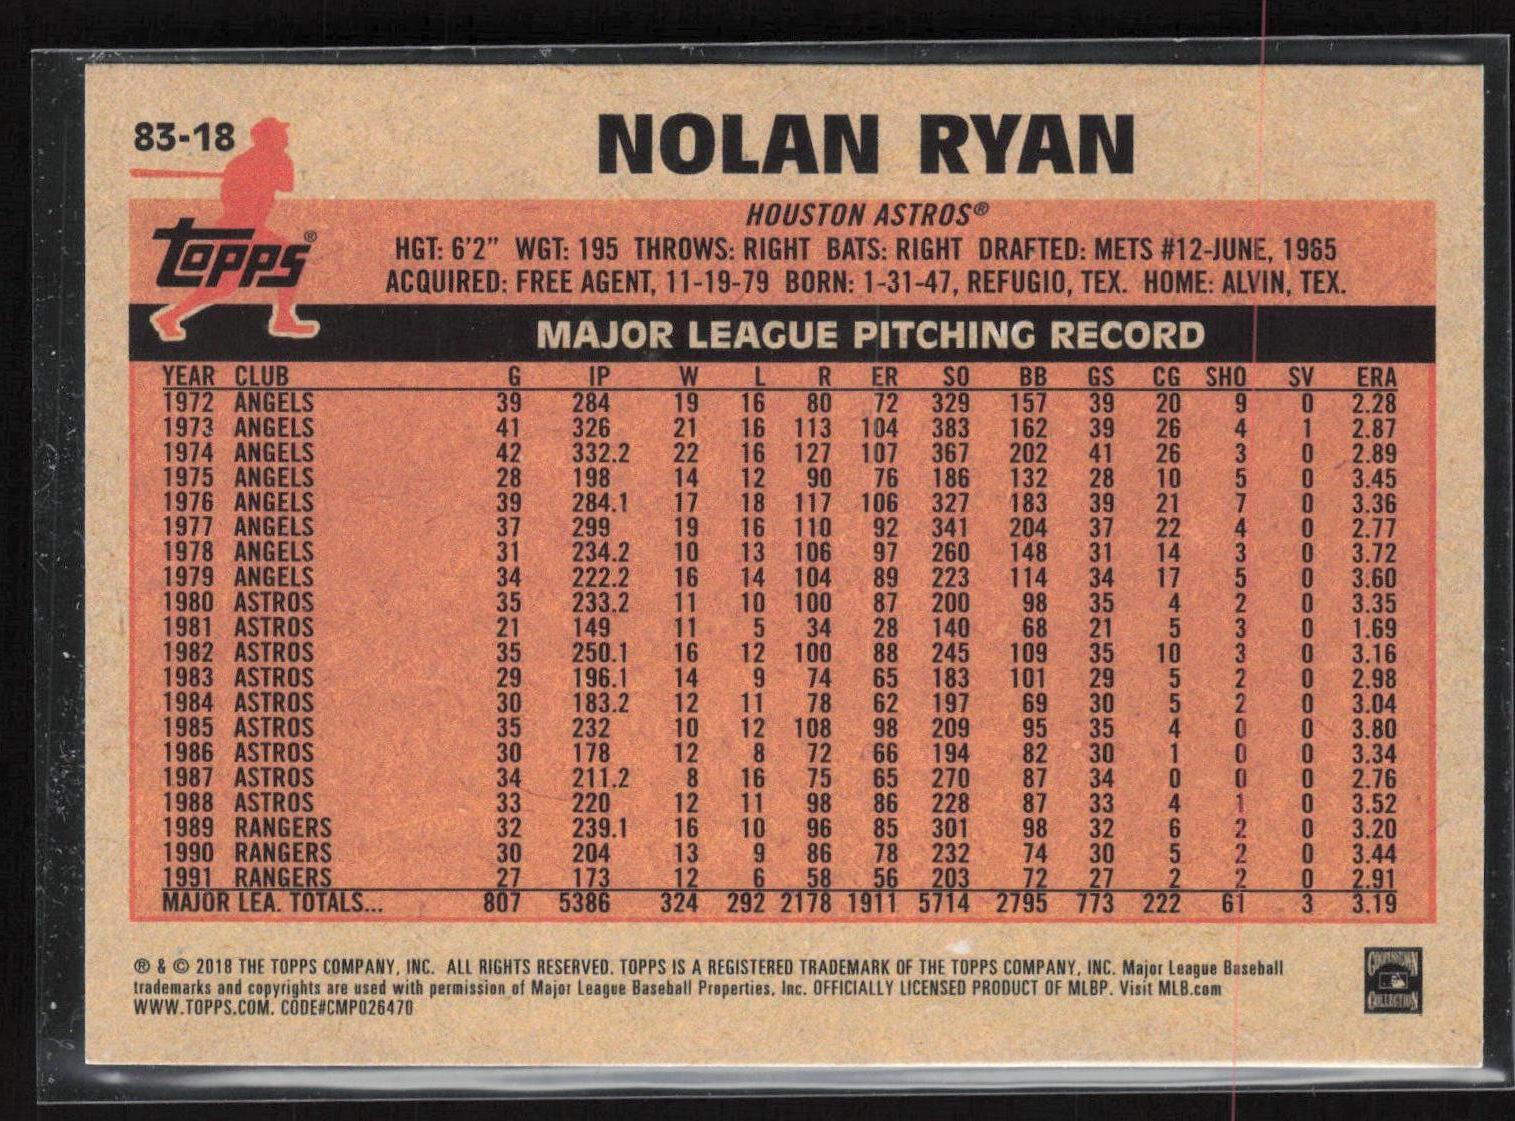 83-18
NOLAN RYAN
HOUSTON ASTROS®
TOPPS®
HGT: 6'2" WGT: 195 THROWS: RIGHT BATS: RIGHT DRAFTED: METS #12-JUNE, 1965
ACQUIRED: FREE AGENT, 11-19-79 BORN: 1-31-47, REFUGIO, TEX. HOME: ALVIN, TEX.
MAJOR LEAGUE PITCHING RECORD
YEAR CLUB G IP W L R ER SO BB GS CG SHO SV ERA
1972 ANGELS 39 284 19 16 80 72 329 157 39 20 9 0 2.28
1973 ANGELS 41 326 21 16 113 104 383 162 39 26 4 1 2.87
1974 ANGELS 42 332.2 22 16 127 107 367 202 41 26 3 0 2.89
1975 ANGELS 28 198 14 12 90 76 186 132 28 10 5 0 3.45
1976 ANGELS 39 284.1 17 18 117 106 327 183 39 21 7 0 3.36
1977 ANGELS 37 299 19 16 110 92 341 204 37 22 4 0 2.77
1978 ANGELS 31 234.2 10 13 106 97 260 148 31 14 3 0 3.72
1979 ANGELS 34 222.2 16 14 104 89 223 114 34 17 5 0 3.60
1980 ASTROS 35 233.2 11 10 100 87 200 98 35 4 2 0 3.35
1981 ASTROS 21 149 11 5 34 28 140 68 21 5 3 0 1.69
1982 ASTROS 35 250.1 16 12 100 88 245 109 35 10 3 0 3.16
1983 ASTROS 29 196.1 14 9 74 65 183 101 29 5 2 0 2.98
1984 ASTROS 30 183.2 12 11 78 62 197 69 30 5 2 0 3.04
1985 ASTROS 35 232 10 12 108 98 209 95 35 4 0 0 3.80
1986 ASTROS 30 178 12 8 72 66 194 82 30 1 0 0 3.34
1987 ASTROS 34 211.2 8 16 75 65 270 87 34 0 0 0 2.76
1988 ASTROS 33 220 12 11 98 86 228 87 33 4 1 0 3.52
1989 RANGERS 32 239.1 16 10 96 85 301 98 32 6 2 0 3.20
1990 RANGERS 30 204 13 9 86 78 232 74 30 5 2 0 3.44
1991 RANGERS 27 173 12 6 58 56 203 72 27 2 2 0 2.91
MAJOR LEA. TOTALS... 807 5386 324 292 2178 1911 5714 2795 773 222 61 3 3.19
® & © 2018 THE TOPPS COMPANY, INC. ALL RIGHTS RESERVED. TOPPS IS A REGISTERED TRADEMARK OF THE TOPPS COMPANY, INC. Major League Baseball
trademarks and copyrights are used with permission of Major League Baseball Properties, Inc. OFFICIALLY LICENSED PRODUCT OF MLBP. Visit MLB.com
WWW.TOPPS.COM. CODE#CMP026470
COOPERSTOWN
COLLECTION